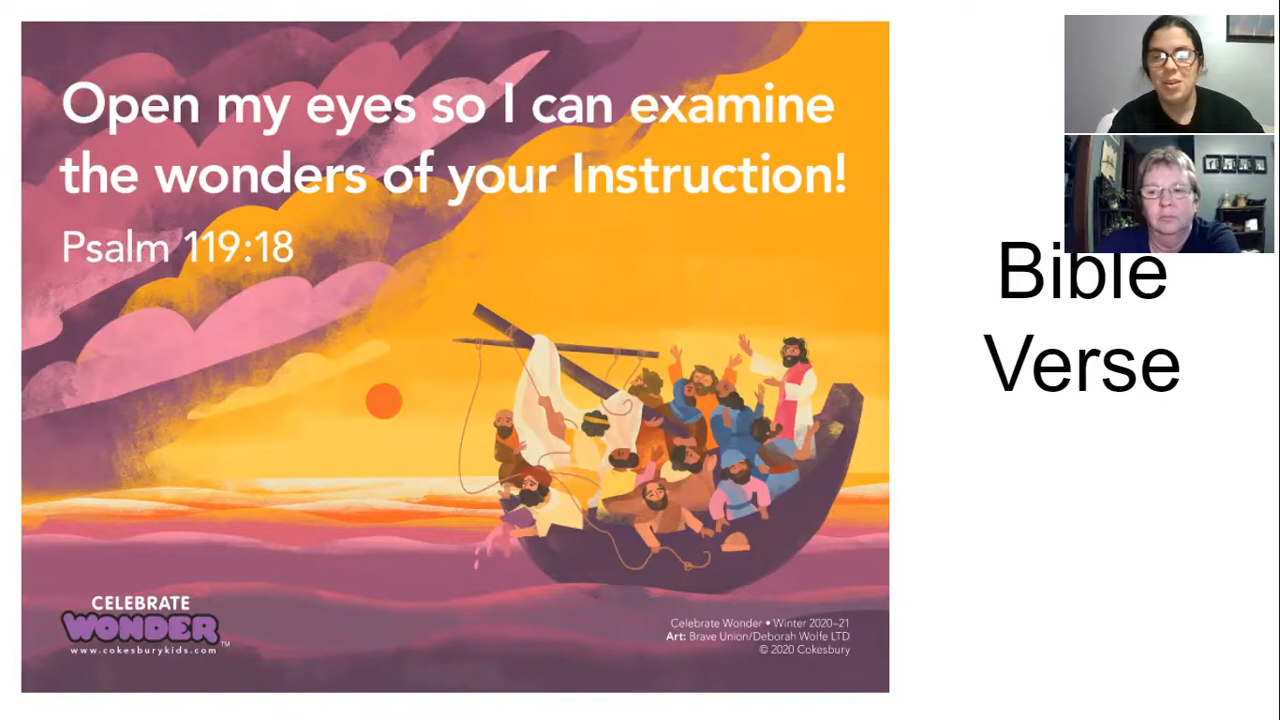 Open my eyes so I can examine
the wonders of your Instruction!
Psalm 119:18
Bible
Verse
CELEBRATE
WONDER™
www.cokesburykids.com
Celebrate Wonder • Winter 2020–21
Art: Brave Union/Deborah Wolfe LTD
© 2020 Cokesbury